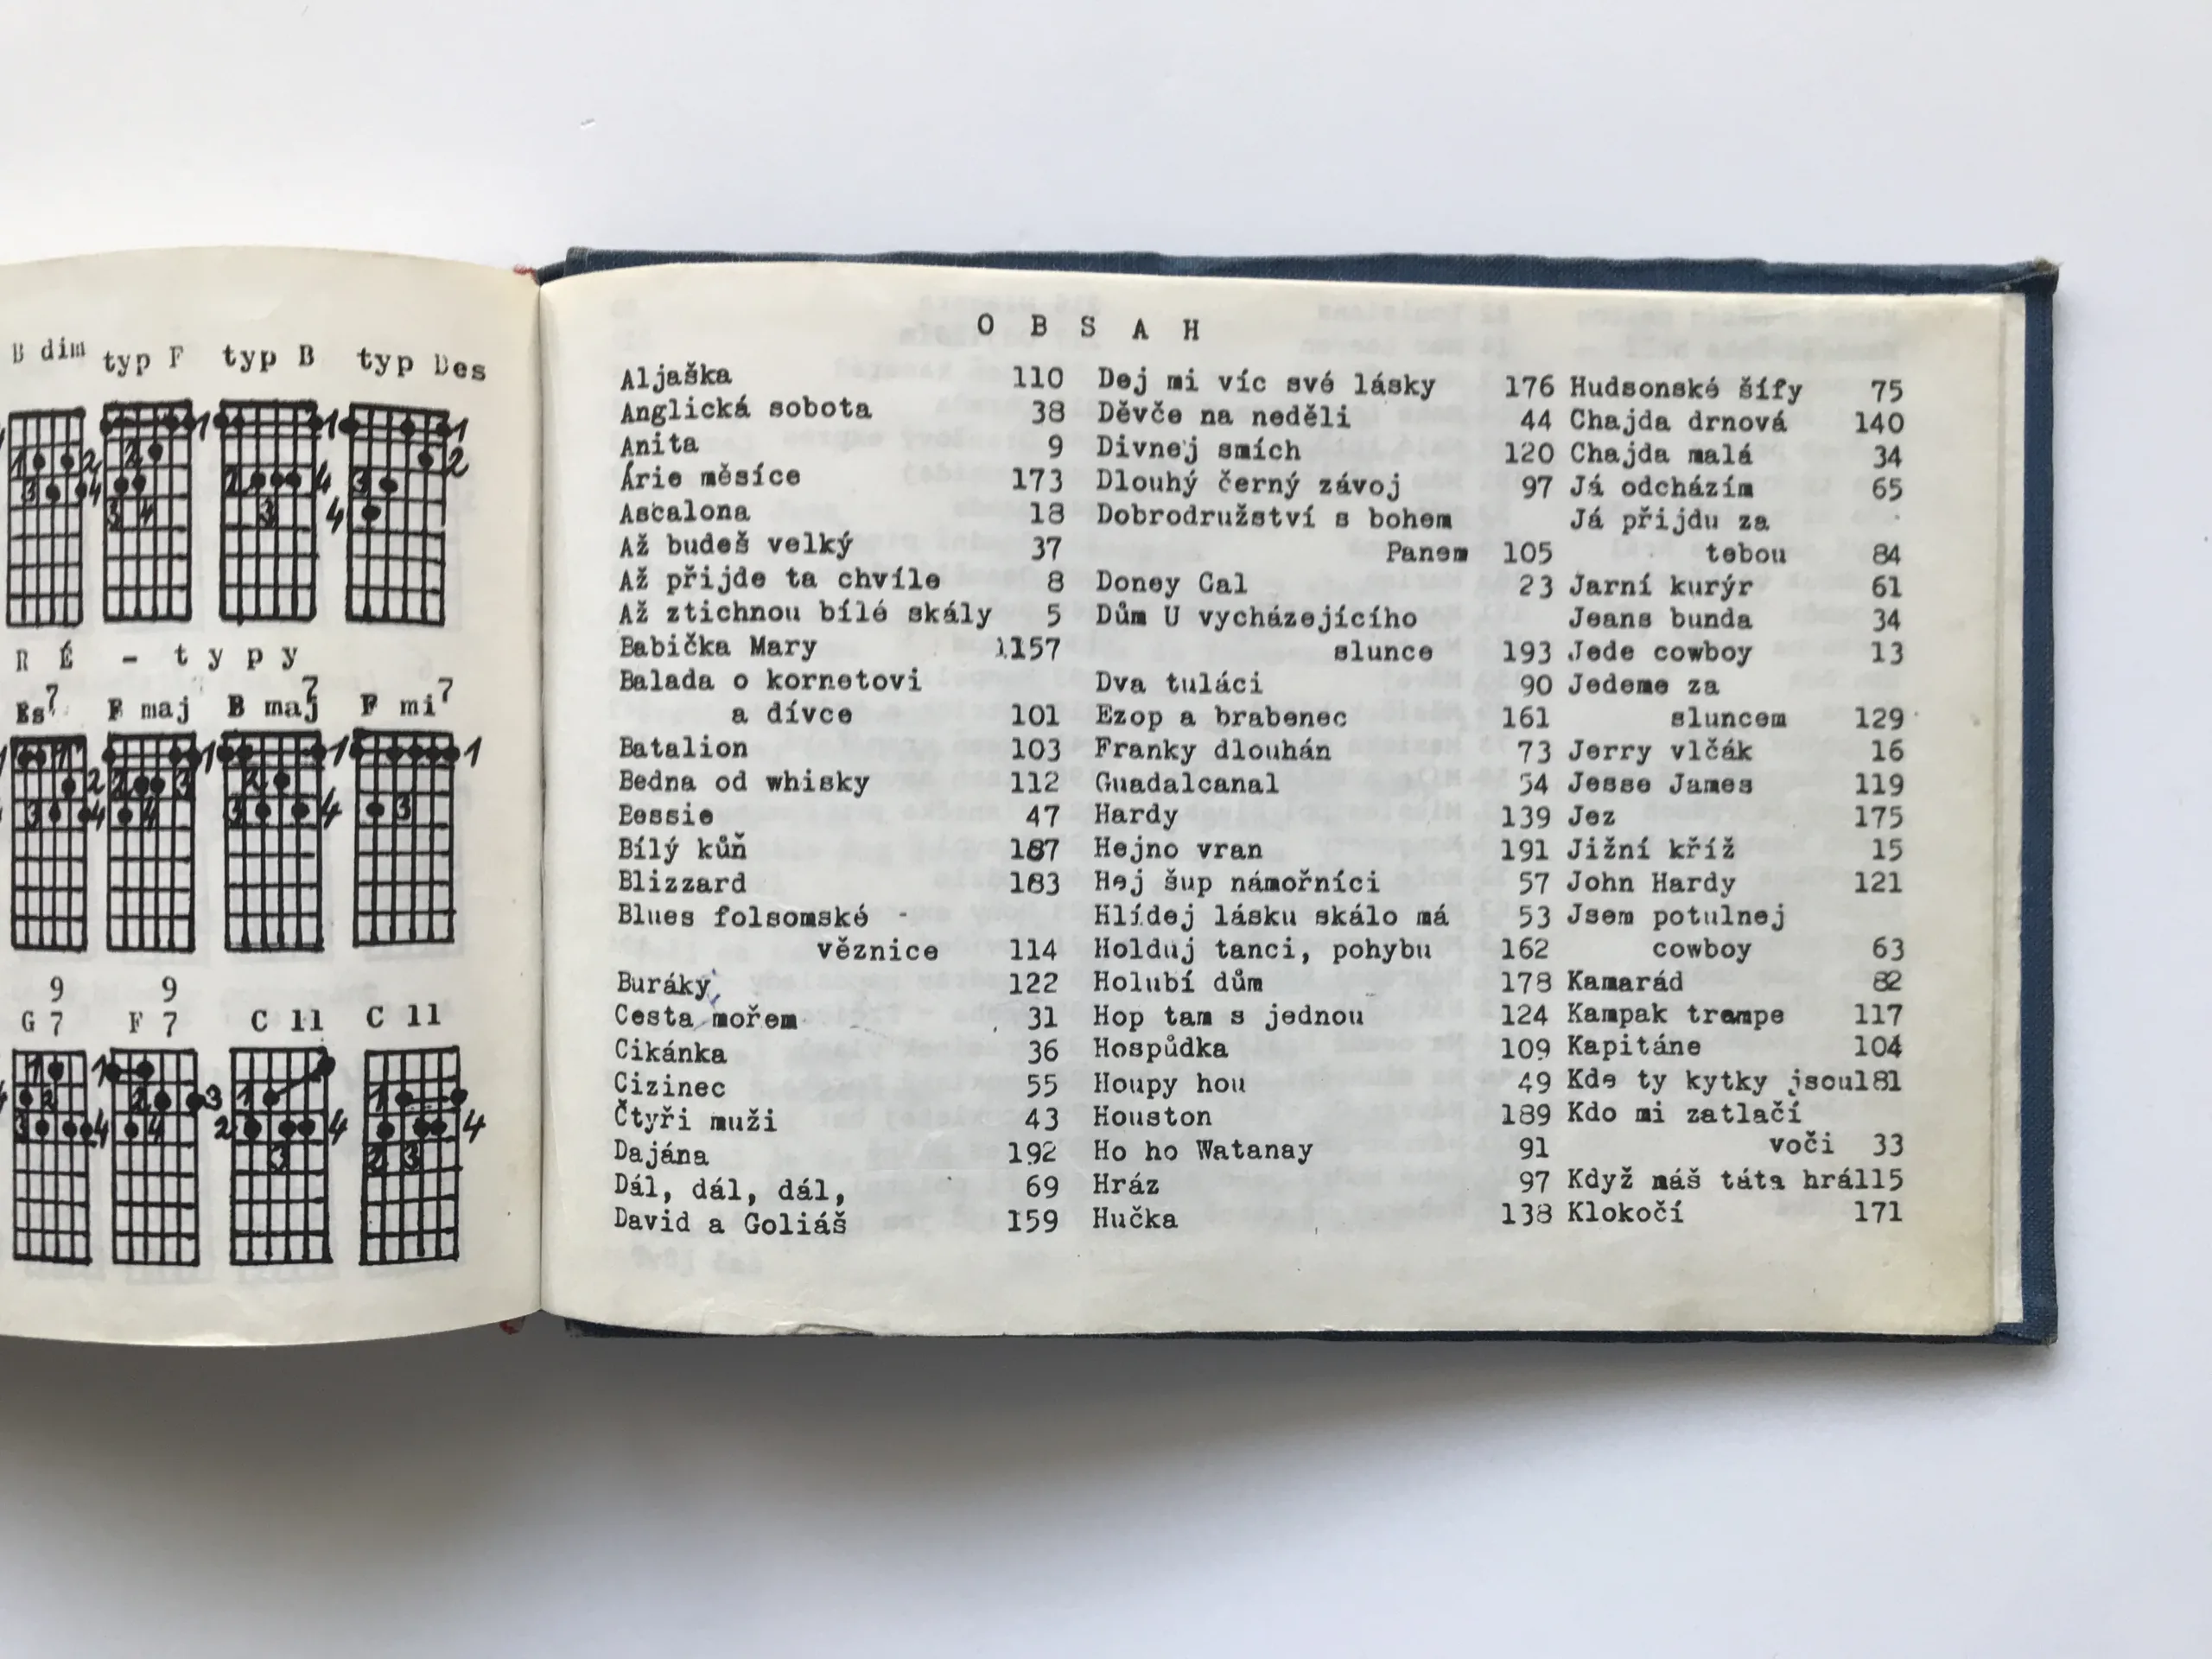 B dim typ F typ B typ Des
R É - t y p y
Es7 F maj B maj7 F mi7
9 9
G 7 F 7 C 11 C 11
O B S A H
Aljaška 110
Anglická sobota 38
Anita 9
Árie měsíce 173
Ascalona 18
Až budeš velký 37
Až přijde ta chvíle 8
Až ztichnou bílé skály 5
Babička Mary 1157
Balada o kornetovi
a dívce 101
Batalion 103
Bedna od whisky 112
Bessie 47
Bílý kůň 187
Blizzard 183
Blues folsomské -
věznice 114
Buráky 122
Cesta mořem 31
Cikánka 36
Cizinec 55
Čtyři muži 43
Dajána 192
Dál, dál, dál, 69
David a Goliáš 159
Dej mi víc své lásky 176
Děvče na neděli 44
Divnej smích 120
Dlouhý černý závoj 97
Dobrodružství s bohem
Panem 105
Doney Gal 23
Dům U vycházejícího
slunce 193
Dva tuláci 90
Ezop a brabenec 161
Franky dlouhán 73
Guadalcanal 54
Hardy 139
Hejno vran 191
Hej šup námořníci 57
Hlídej lásku skálo má 53
Holduj tanci, pohybu 162
Holubí dům 178
Hop tam s jednou 124
Hospůdka 109
Houpy hou 49
Houston 189
Ho ho Watanay 91
Hráz 97
Hučka 138
Hudsonské šífy 75
Chajda drnová 140
Chajda malá 34
Já odcházím 65
Já přijdu za
tebou 84
Jarní kurýr 61
Jeans bunda 34
Jede cowboy 13
Jedeme za
sluncem 129
Jerry vlčák 16
Jesse James 119
Jez 175
Jižní kříž 15
John Hardy 121
Jsem potulnej
cowboy 63
Kamarád 82
Kampak trempe 117
Kapitáne 104
Kde ty kytky jsou181
Kdo mi zatlačí
voči 33
Když náš táta hrál15
Klokočí 171